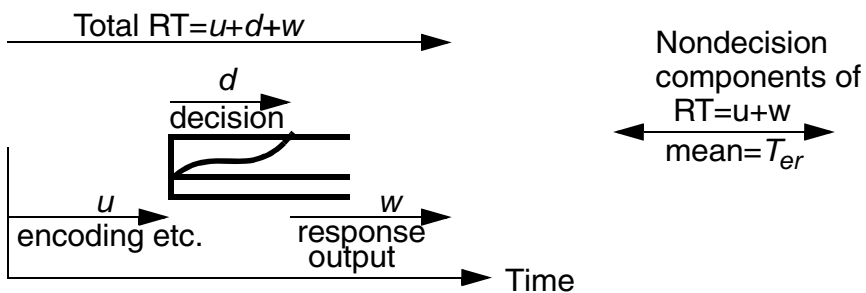 Total RT=u+d+w
d
decision
u
encoding etc.
w
response
output
Time
Nondecision
components of
RT=u+w
mean=Ter